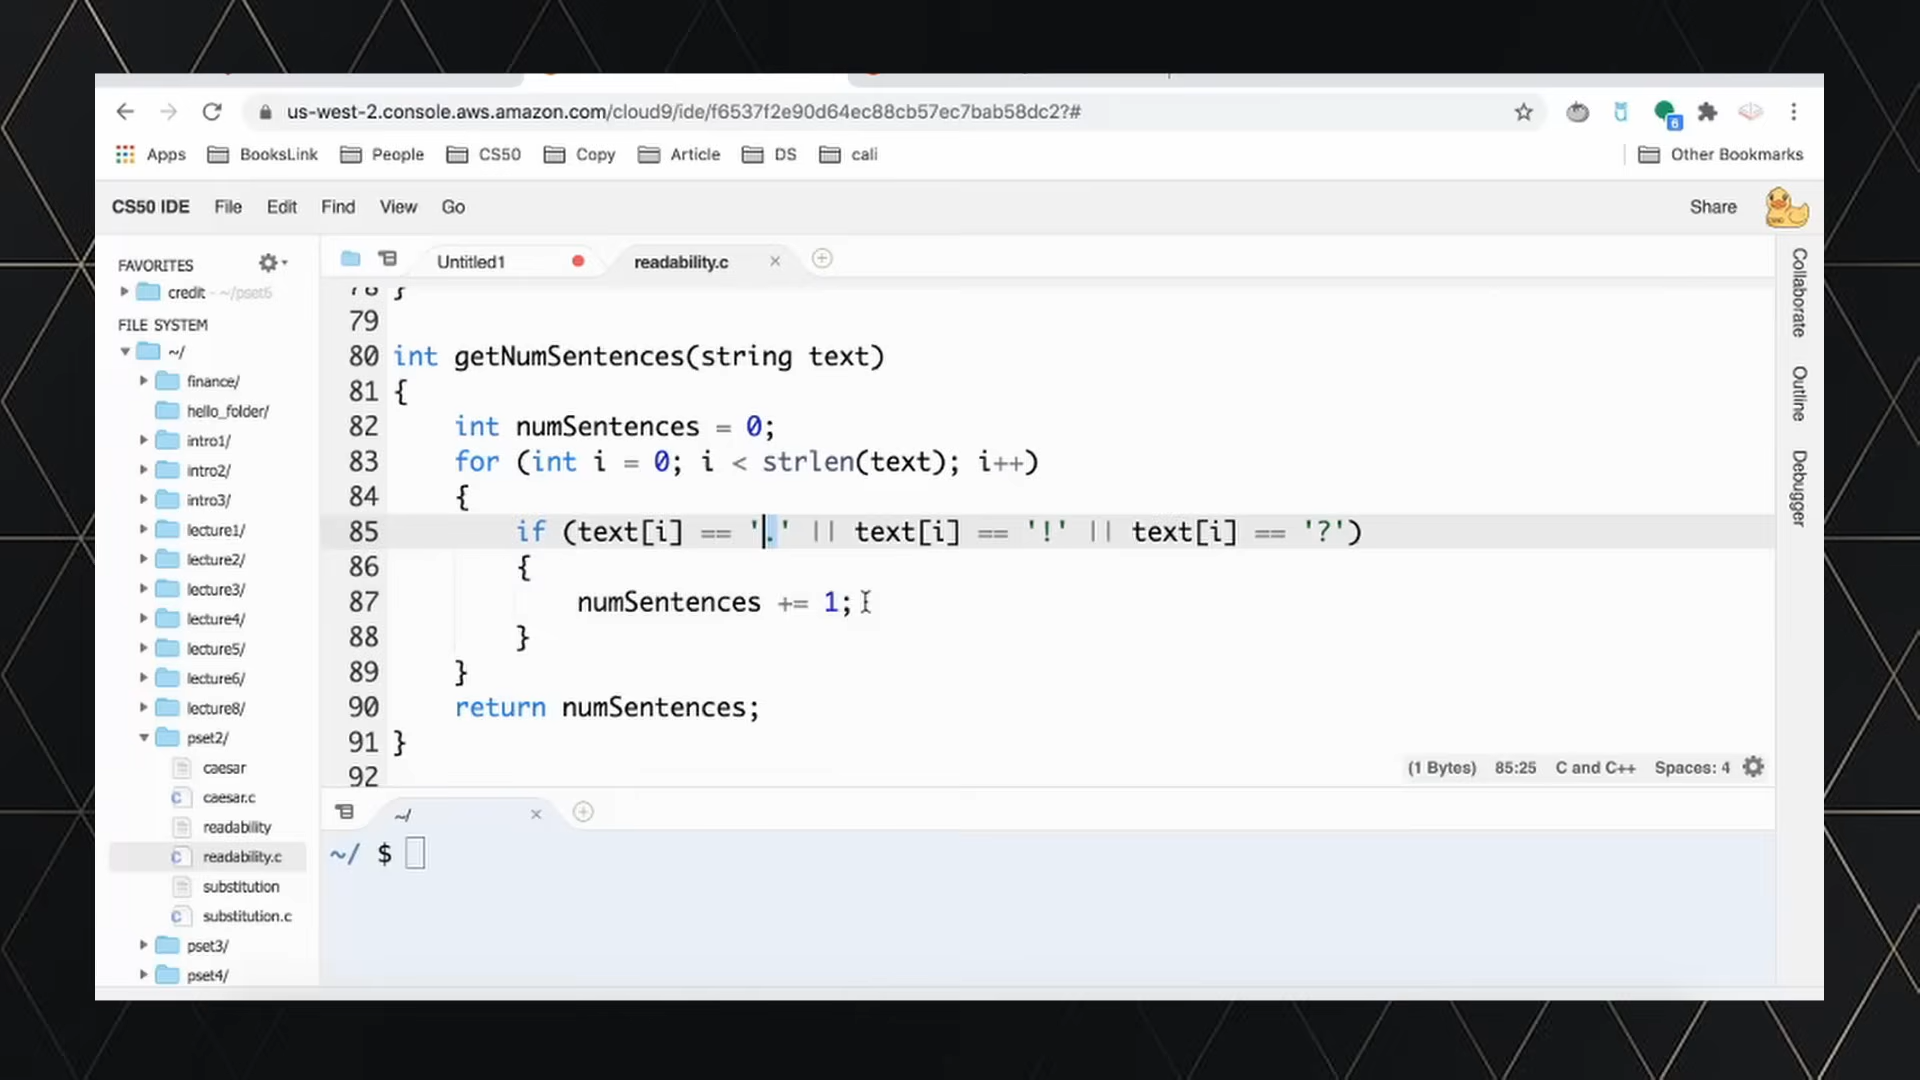 us-west-2.console.aws.amazon.com/cloud9/ide/f6537f2e90d64ec88cb57ec7bab58dc2?#
6
Apps BooksLink People CS50 Copy Article DS cali Other Bookmarks
CS50 IDE File Edit Find View Go Share
FAVORITES
credit - ~/pset6
FILE SYSTEM
~/
finance/
hello_folder/
intro1/
intro2/
intro3/
lecture1/
lecture2/
lecture3/
lecture4/
lecture5/
lecture6/
lecture8/
pset2/
caesar
caesar.c
readability
readability.c
substitution
substitution.c
pset3/
pset4/
Untitled1 readability.c
78 }
79
80 int getNumSentences(string text)
81 {
82 int numSentences = 0;
83 for (int i = 0; i < strlen(text); i++)
84 {
85 if (text[i] == '.' || text[i] == '!' || text[i] == '?')
86 {
87 numSentences += 1;
88 }
89 }
90 return numSentences;
91 }
92
(1 Bytes) 85:25 C and C++ Spaces: 4
~/
~/ $
Collaborate
Outline
Debugger